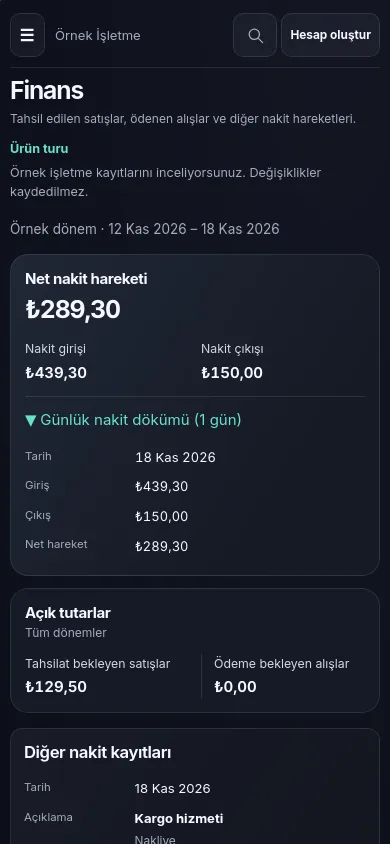 ☰ Örnek İşletme Hesap oluştur
Finans
Tahsil edilen satışlar, ödenen alışlar ve diğer nakit hareketleri.
Ürün turu
Örnek işletme kayıtlarını inceliyorsunuz. Değişiklikler
kaydedilmez.
Örnek dönem · 12 Kas 2026 – 18 Kas 2026
Net nakit hareketi
₺289,30
Nakit girişi Nakit çıkışı
₺439,30 ₺150,00
▼ Günlük nakit dökümü (1 gün)
Tarih 18 Kas 2026
Giriş ₺439,30
Çıkış ₺150,00
Net hareket ₺289,30
Açık tutarlar
Tüm dönemler
Tahsilat bekleyen satışlar Ödeme bekleyen alışlar
₺129,50 ₺0,00
Diğer nakit kayıtları
Tarih 18 Kas 2026
Açıklama Kargo hizmeti
Nakliye